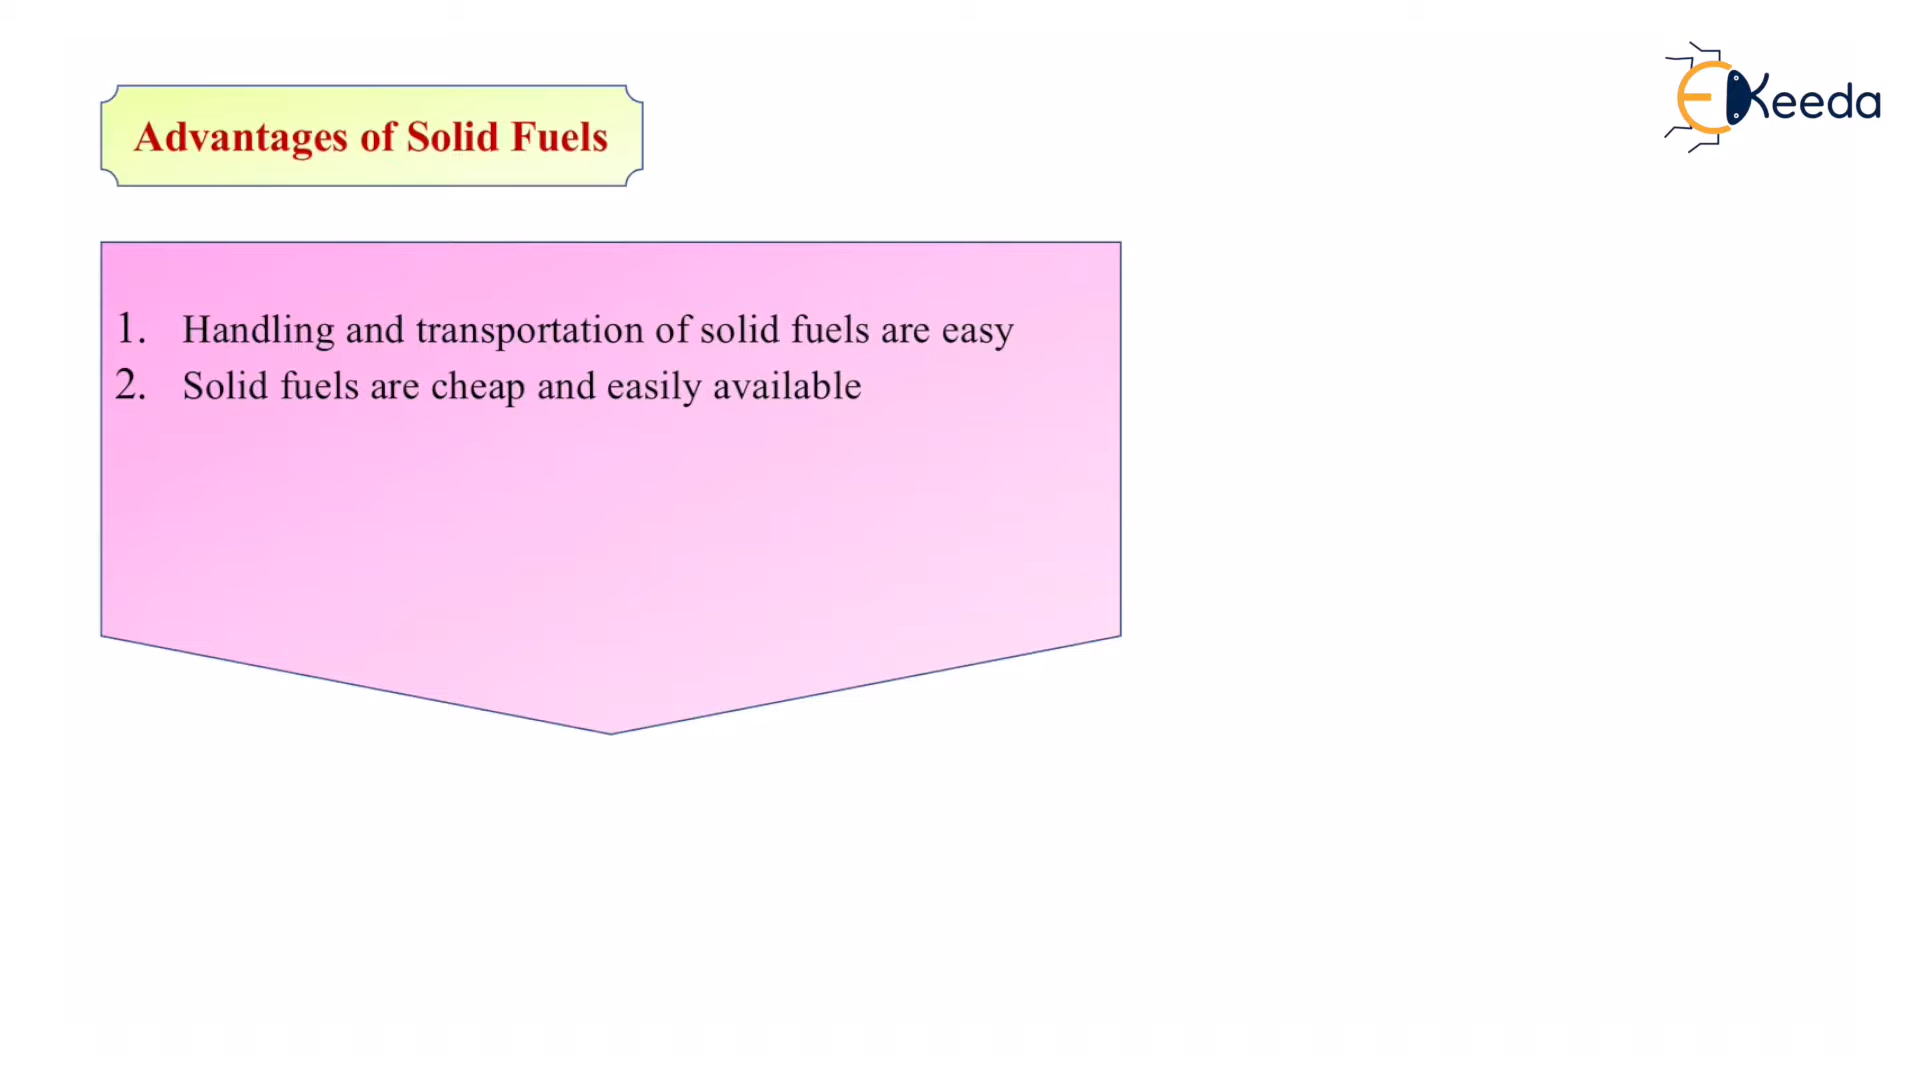 EKeeda
Advantages of Solid Fuels
1. Handling and transportation of solid fuels are easy
2. Solid fuels are cheap and easily available